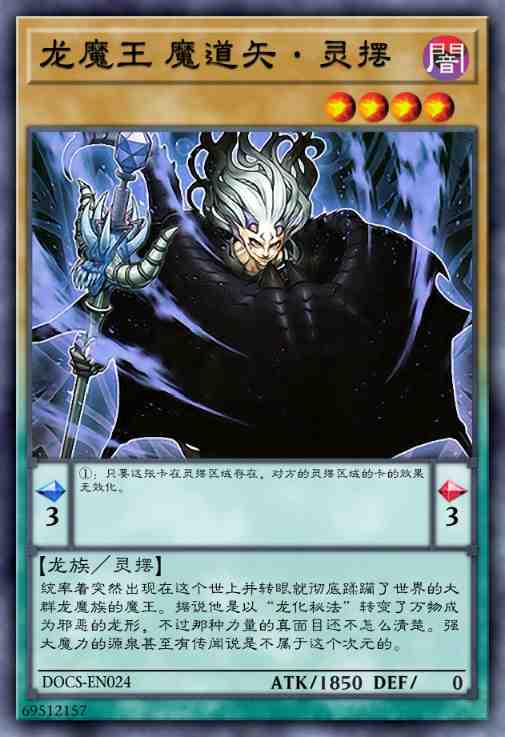 龙魔王 魔道矢·灵摆
闇
①：只要这张卡在灵摆区域存在，对方的灵摆区域的卡的效果
无效化。
3
3
【龙族／灵摆】
统率着突然出现在这个世上并转眼就彻底蹂躏了世界的大
群龙魔族的魔王。据说他是以“龙化秘法”转变了万物成
为邪恶的龙形，不过那种力量的真面目还不怎么清楚。强
大魔力的源泉甚至有传闻说是不属于这个次元的。
DOCS-EN024 ATK/1850 DEF/ 0
69512157